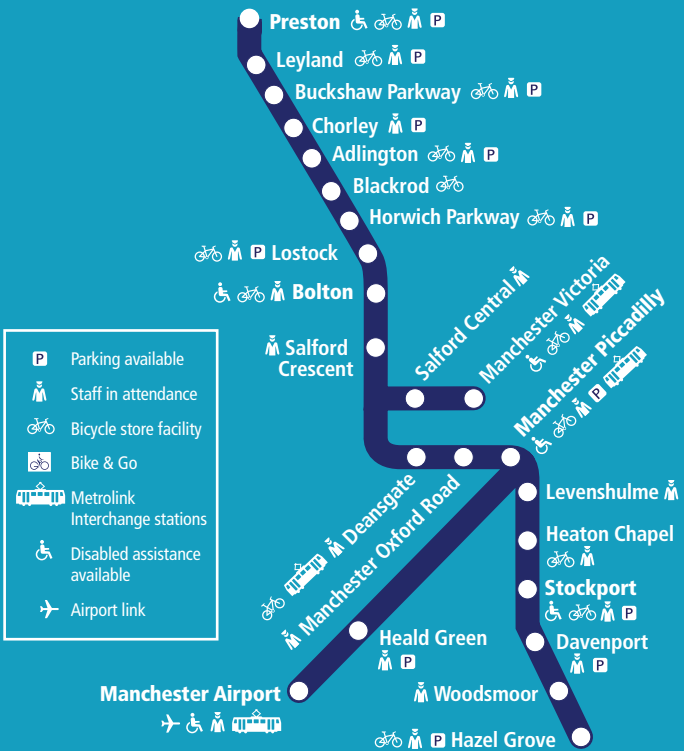 Preston P
Leyland P
Buckshaw Parkway P
Chorley P
Adlington P
Blackrod
Horwich Parkway P
P Lostock
Bolton
Salford
Crescent
Salford Central
Manchester Victoria
Manchester Piccadilly
P
P Parking available
Staff in attendance
Bicycle store facility
Bike & Go
Metrolink
Interchange stations
Disabled assistance
available
Airport link
Deansgate
Manchester Oxford Road
Levenshulme
Heaton Chapel
Stockport
P
Davenport
P
Heald Green
P
Manchester Airport
Woodsmoor
P Hazel Grove